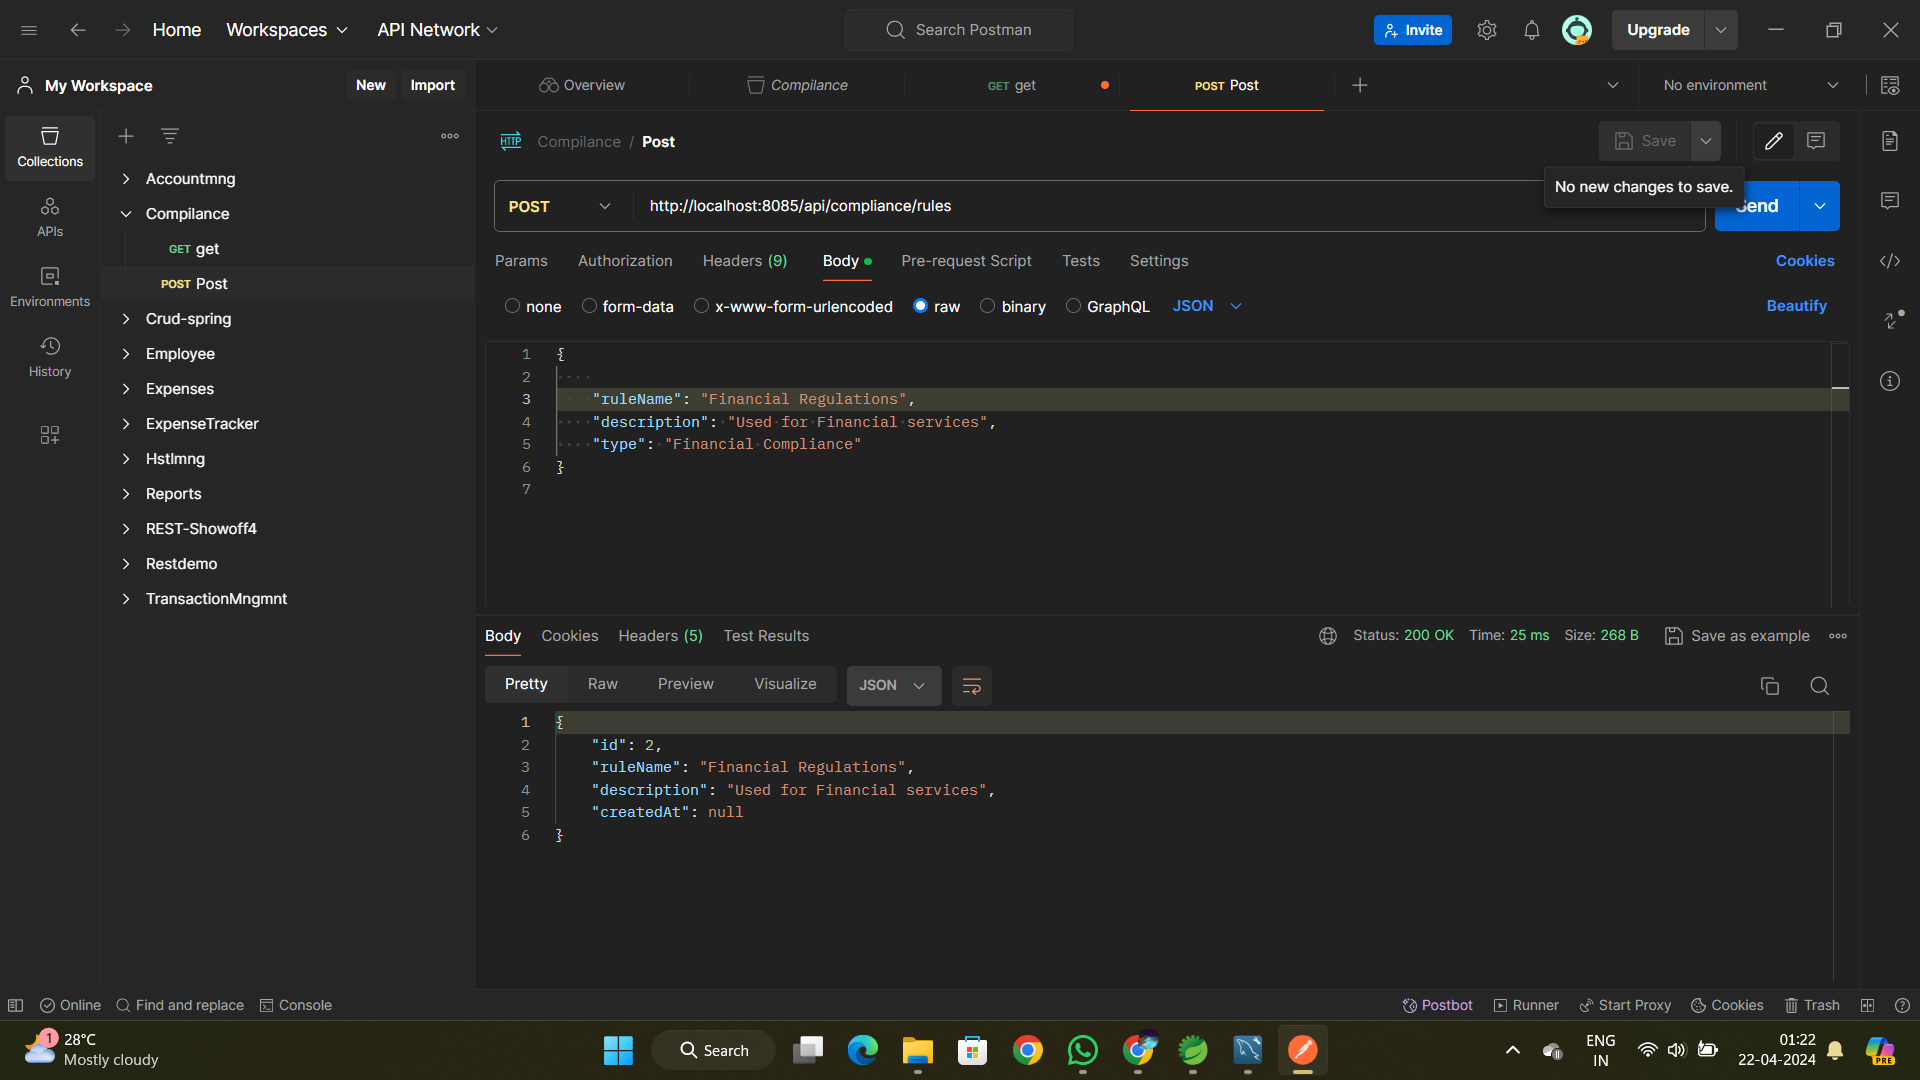 Home Workspaces API Network Search Postman Invite Upgrade
My Workspace New Import Overview Compilance GET get POST Post No environment
Collections
APIs
Environments
History
Accountmng
Compilance
GET get
POST Post
Crud-spring
Employee
Expenses
ExpenseTracker
Hstlmng
Reports
REST-Showoff4
Restdemo
TransactionMngmnt
HTTP Compilance / Post Save
No new changes to save.
POST http://localhost:8085/api/compliance/rules Send
Params Authorization Headers (9) Body Pre-request Script Tests Settings Cookies
none form-data x-www-form-urlencoded raw binary GraphQL JSON Beautify
1 {
2
3 "ruleName": "Financial Regulations",
4 "description": "Used for Financial services",
5 "type": "Financial Compliance"
6 }
7
Body Cookies Headers (5) Test Results Status: 200 OK Time: 25 ms Size: 268 B Save as example
Pretty Raw Preview Visualize JSON
1 {
2 "id": 2,
3 "ruleName": "Financial Regulations",
4 "description": "Used for Financial services",
5 "createdAt": null
6 }
Online Find and replace Console Postbot Runner Start Proxy Cookies Trash
1 28°C
Mostly cloudy
Search
ENG
IN
01:22
22-04-2024
PRE